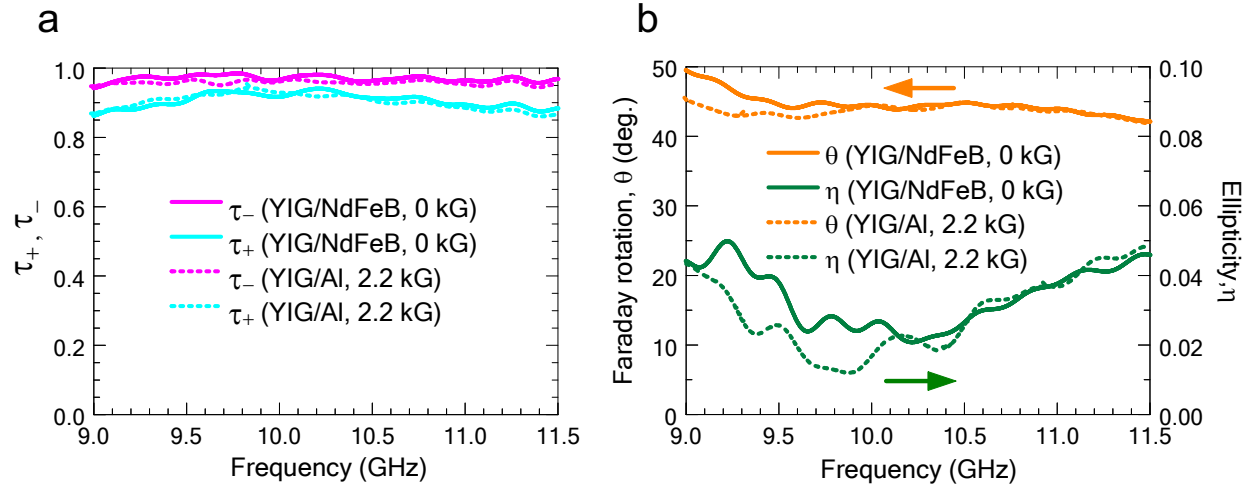 a
1.0
0.8
0.6
0.4
0.2
0.0
τ+, τ−
τ− (YIG/NdFeB, 0 kG)
τ+ (YIG/NdFeB, 0 kG)
τ− (YIG/Al, 2.2 kG)
τ+ (YIG/Al, 2.2 kG)
9.0 9.5 10.0 10.5 11.0 11.5
Frequency (GHz)
b
50
40
30
20
10
0
Faraday rotation, θ (deg.)
θ (YIG/NdFeB, 0 kG)
η (YIG/NdFeB, 0 kG)
θ (YIG/Al, 2.2 kG)
η (YIG/Al, 2.2 kG)
0.10
0.08
0.06
0.04
0.02
0.00
Ellipticity,η
9.0 9.5 10.0 10.5 11.0 11.5
Frequency (GHz)